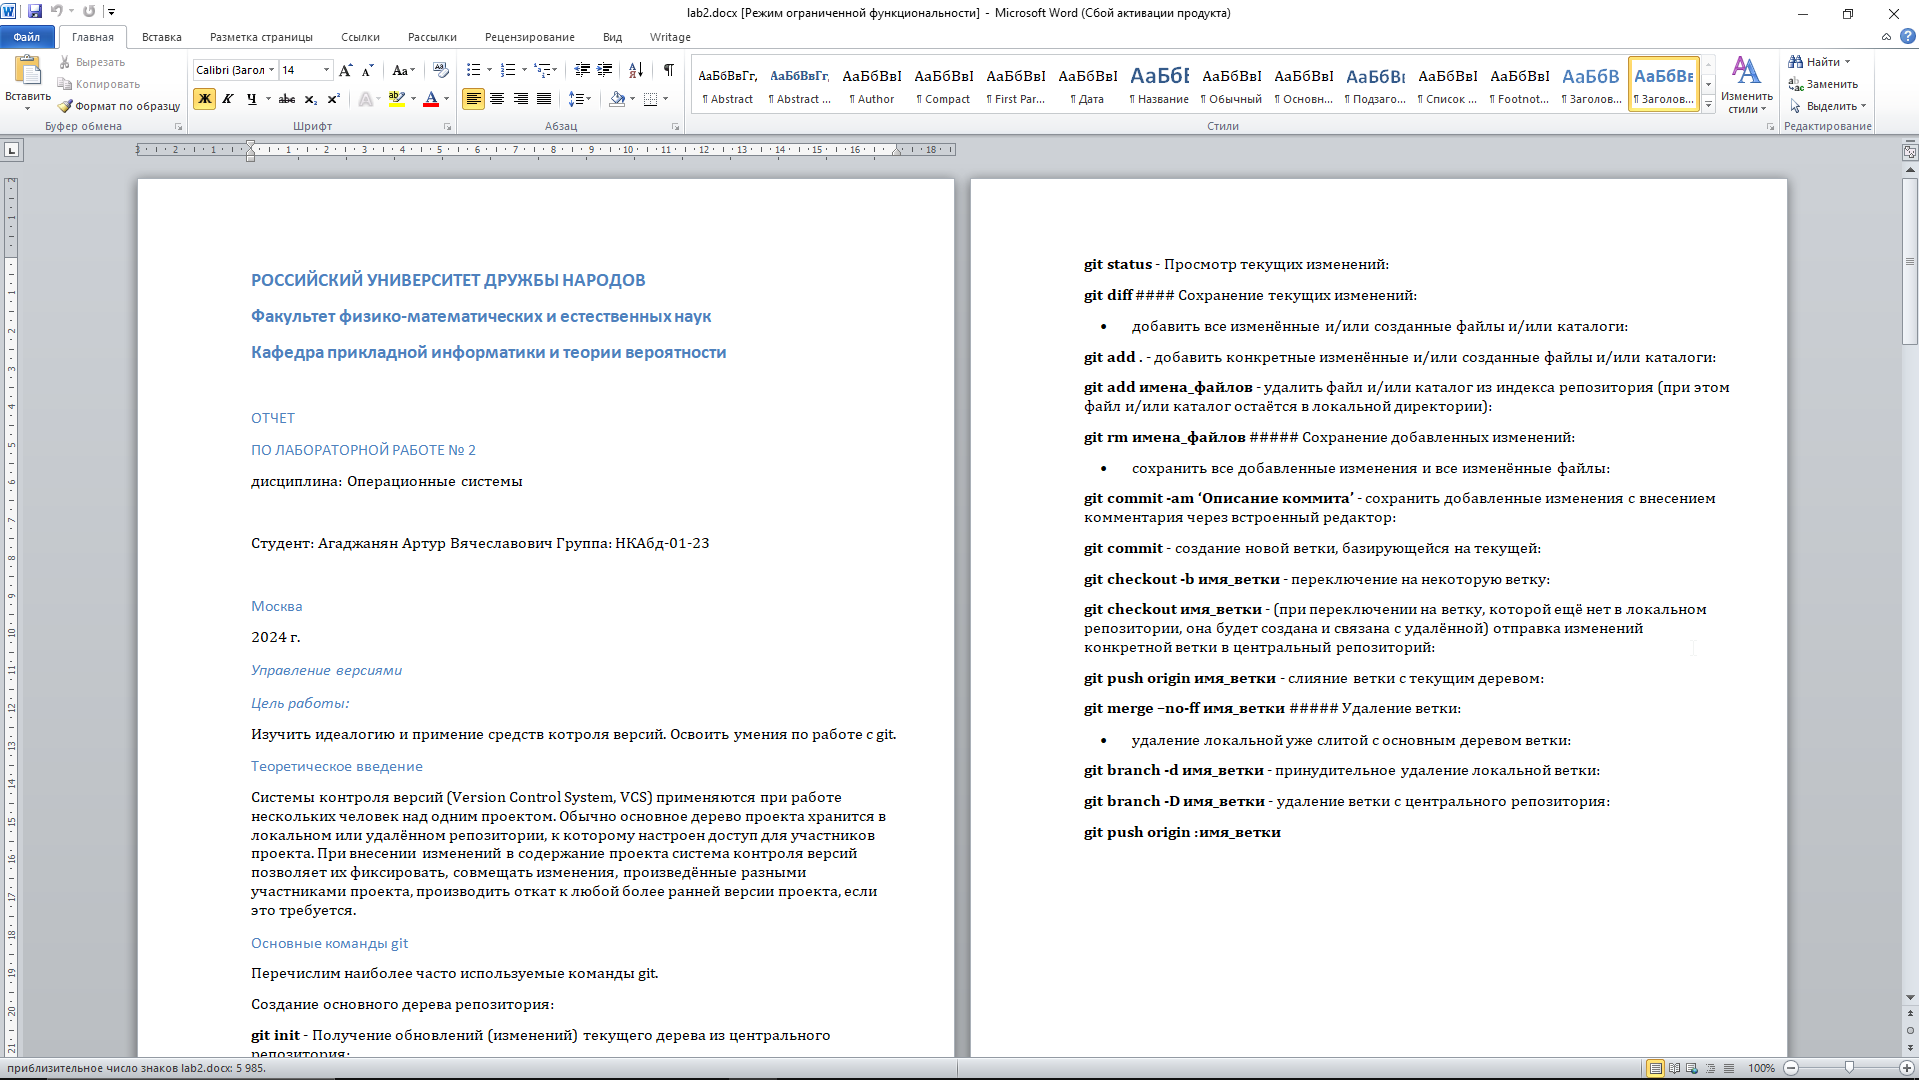 lab2.docx [Режим ограниченной функциональности] - Microsoft Word (Сбой активации продукта)
Файл Главная Вставка Разметка страницы Ссылки Рассылки Рецензирование Вид Writage
Вставить
Вырезать
Копировать
Формат по образцу
Буфер обмена
Calibri (Загол 14
Шрифт
Абзац
АаБбВвГг, АаБбВвГг, АаБбВвІ АаБбВвІ АаБбВвІ АаБбВвІ АаБбЕ АаБбВвІ АаБбВвІ АаБбВв АаБбВвІ АаБбВвІ АаБбВ АаБбВв
¶ Abstract ¶ Abstract ... ¶ Author ¶ Compact ¶ First Par... ¶ Дата ¶ Название ¶ Обычный ¶ Основн... ¶ Подзаго... ¶ Список ... ¶ Footnot... ¶ Заголов... ¶ Заголов...
Стили
Изменить стили
Найти
Заменить
Выделить
Редактирование
РОССИЙСКИЙ УНИВЕРСИТЕТ ДРУЖБЫ НАРОДОВ
Факультет физико-математических и естественных наук
Кафедра прикладной информатики и теории вероятности
ОТЧЕТ
ПО ЛАБОРАТОРНОЙ РАБОТЕ № 2
дисциплина: Операционные системы
Студент: Агаджанян Артур Вячеславович Группа: НКАбд-01-23
Москва
2024 г.
Управление версиями
Цель работы:
Изучить идеалогию и примение средств котроля версий. Освоить умения по работе с git.
Теоретическое введение
Системы контроля версий (Version Control System, VCS) применяются при работе
нескольких человек над одним проектом. Обычно основное дерево проекта хранится в
локальном или удалённом репозитории, к которому настроен доступ для участников
проекта. При внесении изменений в содержание проекта система контроля версий
позволяет их фиксировать, совмещать изменения, произведённые разными
участниками проекта, производить откат к любой более ранней версии проекта, если
это требуется.
Основные команды git
Перечислим наиболее часто используемые команды git.
Создание основного дерева репозитория:
git init - Получение обновлений (изменений) текущего дерева из центрального
репозитория:
git status - Просмотр текущих изменений:
git diff #### Сохранение текущих изменений:
• добавить все изменённые и/или созданные файлы и/или каталоги:
git add . - добавить конкретные изменённые и/или созданные файлы и/или каталоги:
git add имена_файлов - удалить файл и/или каталог из индекса репозитория (при этом
файл и/или каталог остаётся в локальной директории):
git rm имена_файлов ##### Сохранение добавленных изменений:
• сохранить все добавленные изменения и все изменённые файлы:
git commit -am ‘Описание коммита’ - сохранить добавленные изменения с внесением
комментария через встроенный редактор:
git commit - создание новой ветки, базирующейся на текущей:
git checkout -b имя_ветки - переключение на некоторую ветку:
git checkout имя_ветки - (при переключении на ветку, которой ещё нет в локальном
репозитории, она будет создана и связана с удалённой) отправка изменений
конкретной ветки в центральный репозиторий:
git push origin имя_ветки - слияние ветки с текущим деревом:
git merge –no-ff имя_ветки ##### Удаление ветки:
• удаление локальной уже слитой с основным деревом ветки:
git branch -d имя_ветки - принудительное удаление локальной ветки:
git branch -D имя_ветки - удаление ветки с центрального репозитория:
git push origin :имя_ветки
приблизительное число знаков lab2.docx: 5 985.
100%